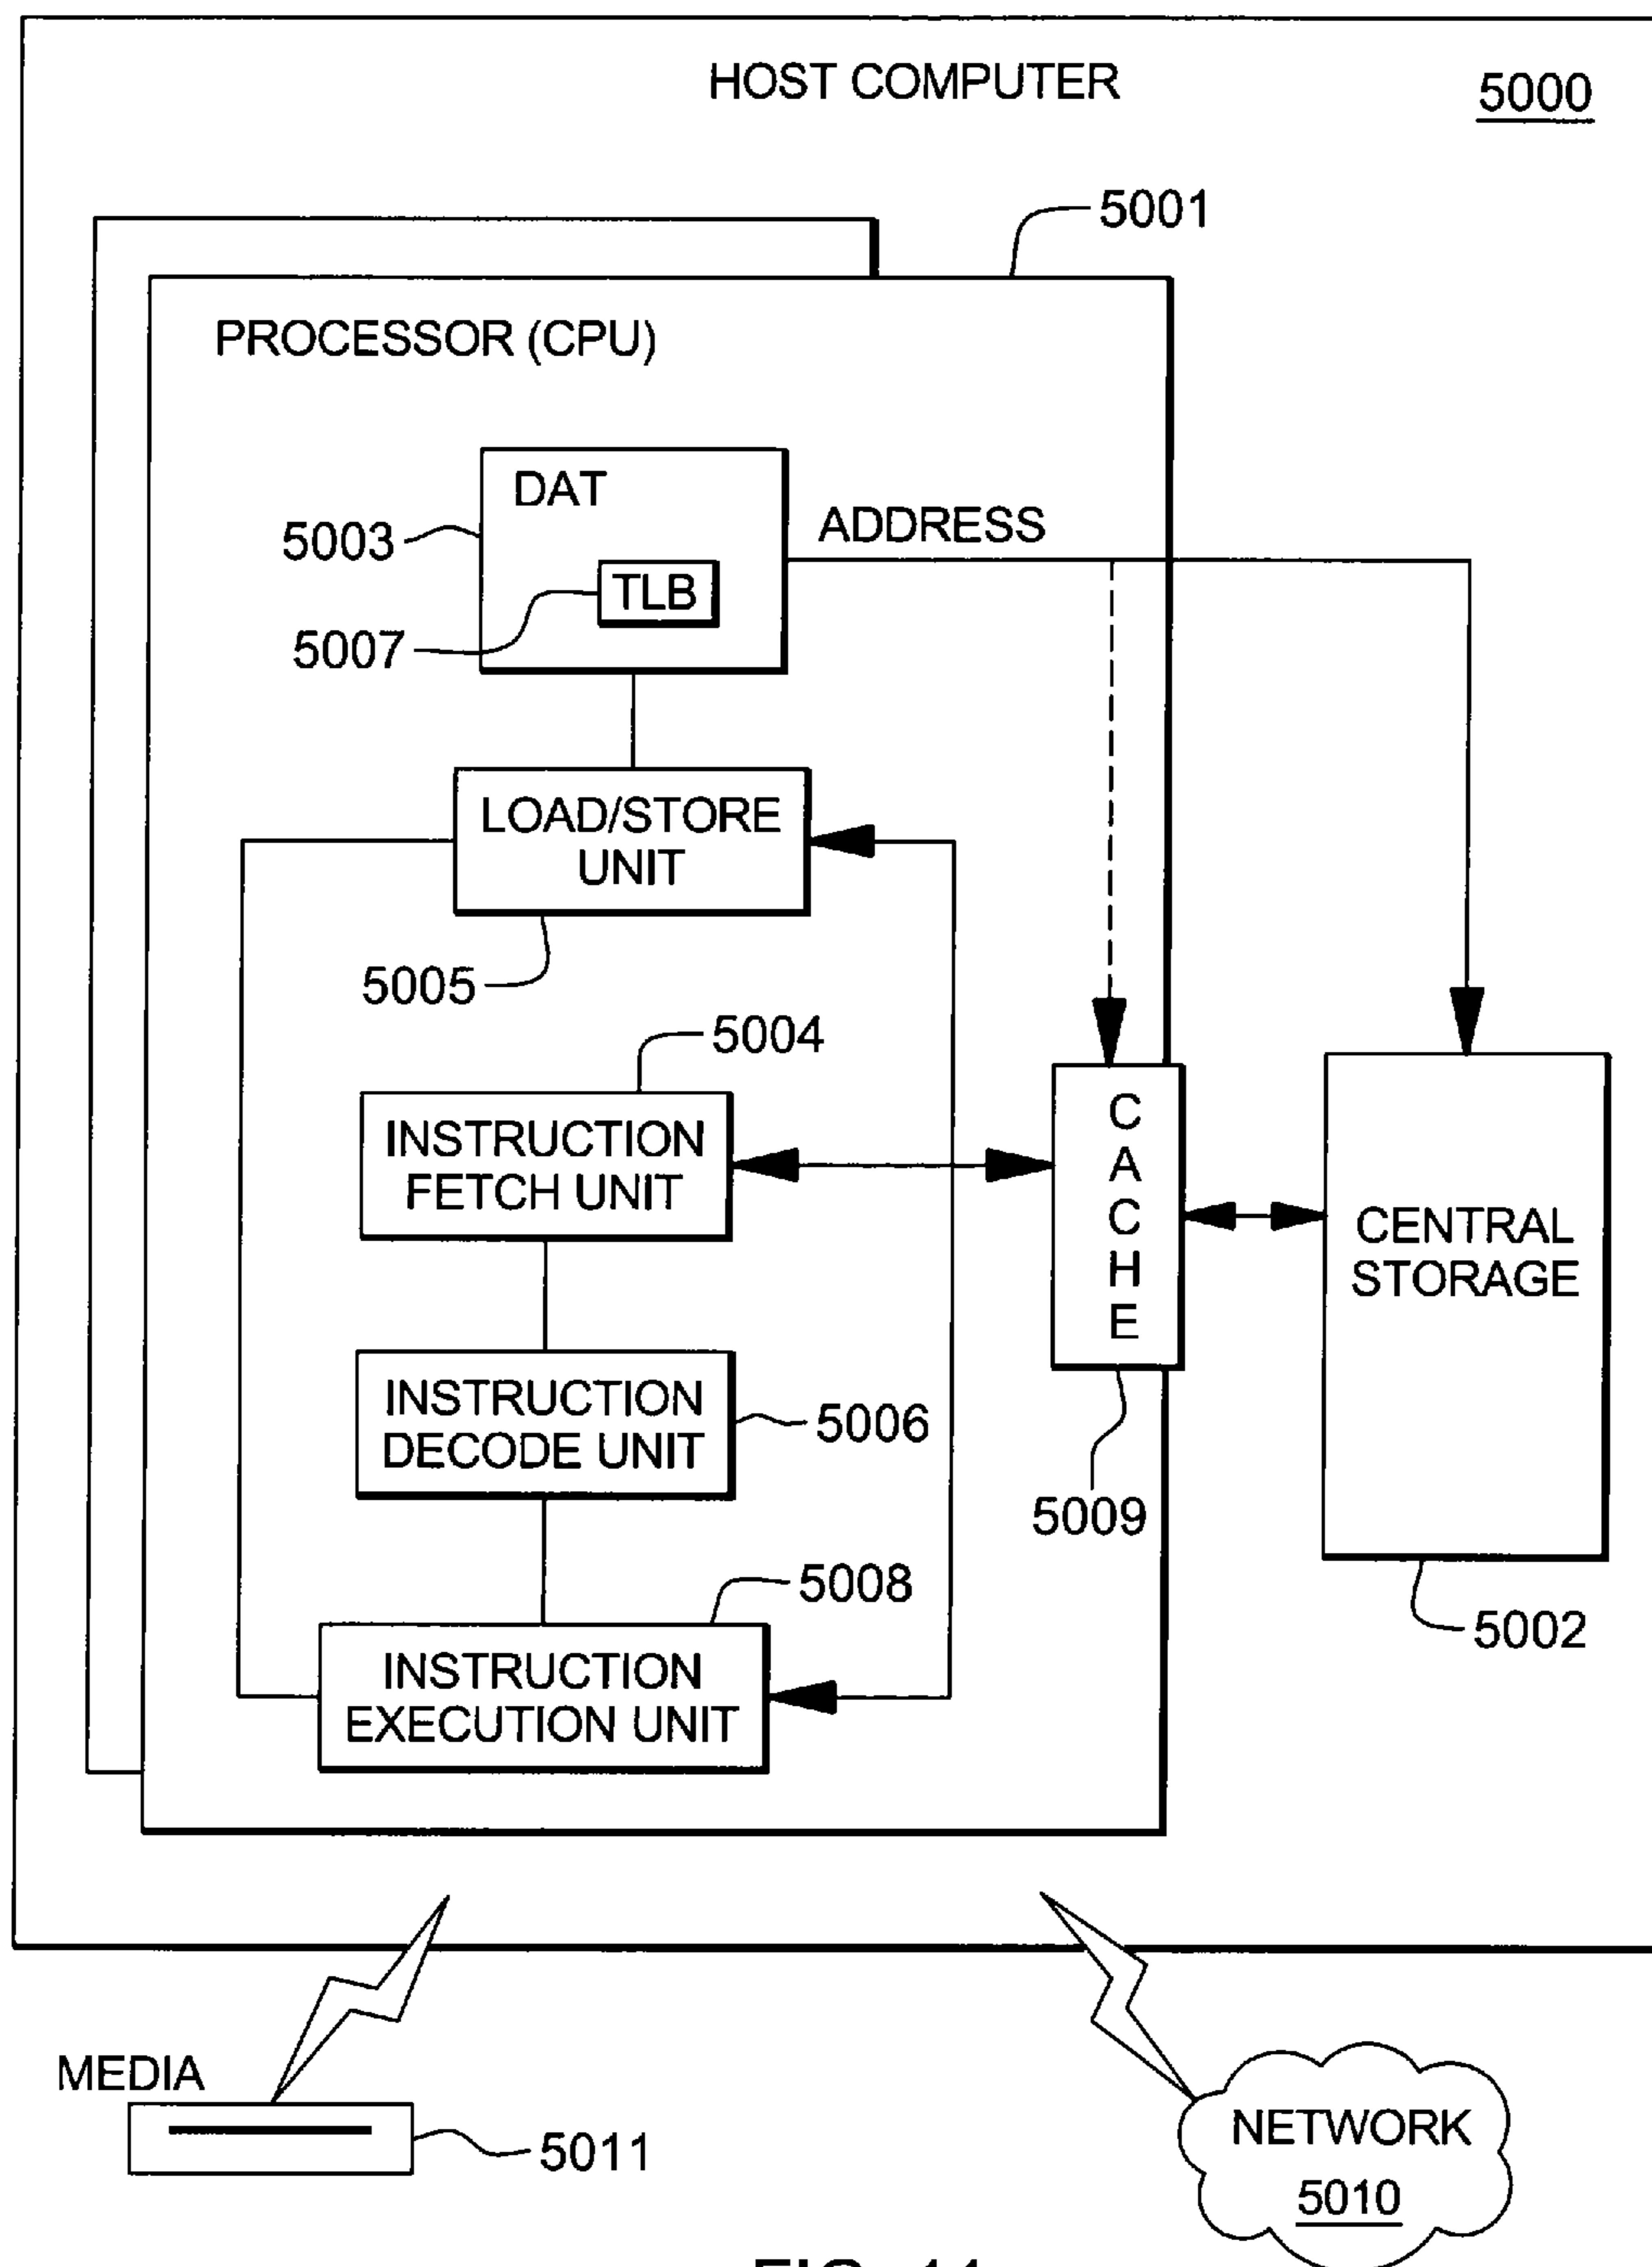 HOST COMPUTER
5000
5001
PROCESSOR (CPU)
DAT
5003
ADDRESS
TLB
5007
LOAD/STORE
UNIT
5005
5004
INSTRUCTION
FETCH UNIT
CACHE
CENTRAL
STORAGE
INSTRUCTION
DECODE UNIT
5006
5009
5008
5002
INSTRUCTION
EXECUTION UNIT
MEDIA
5011
NETWORK
5010